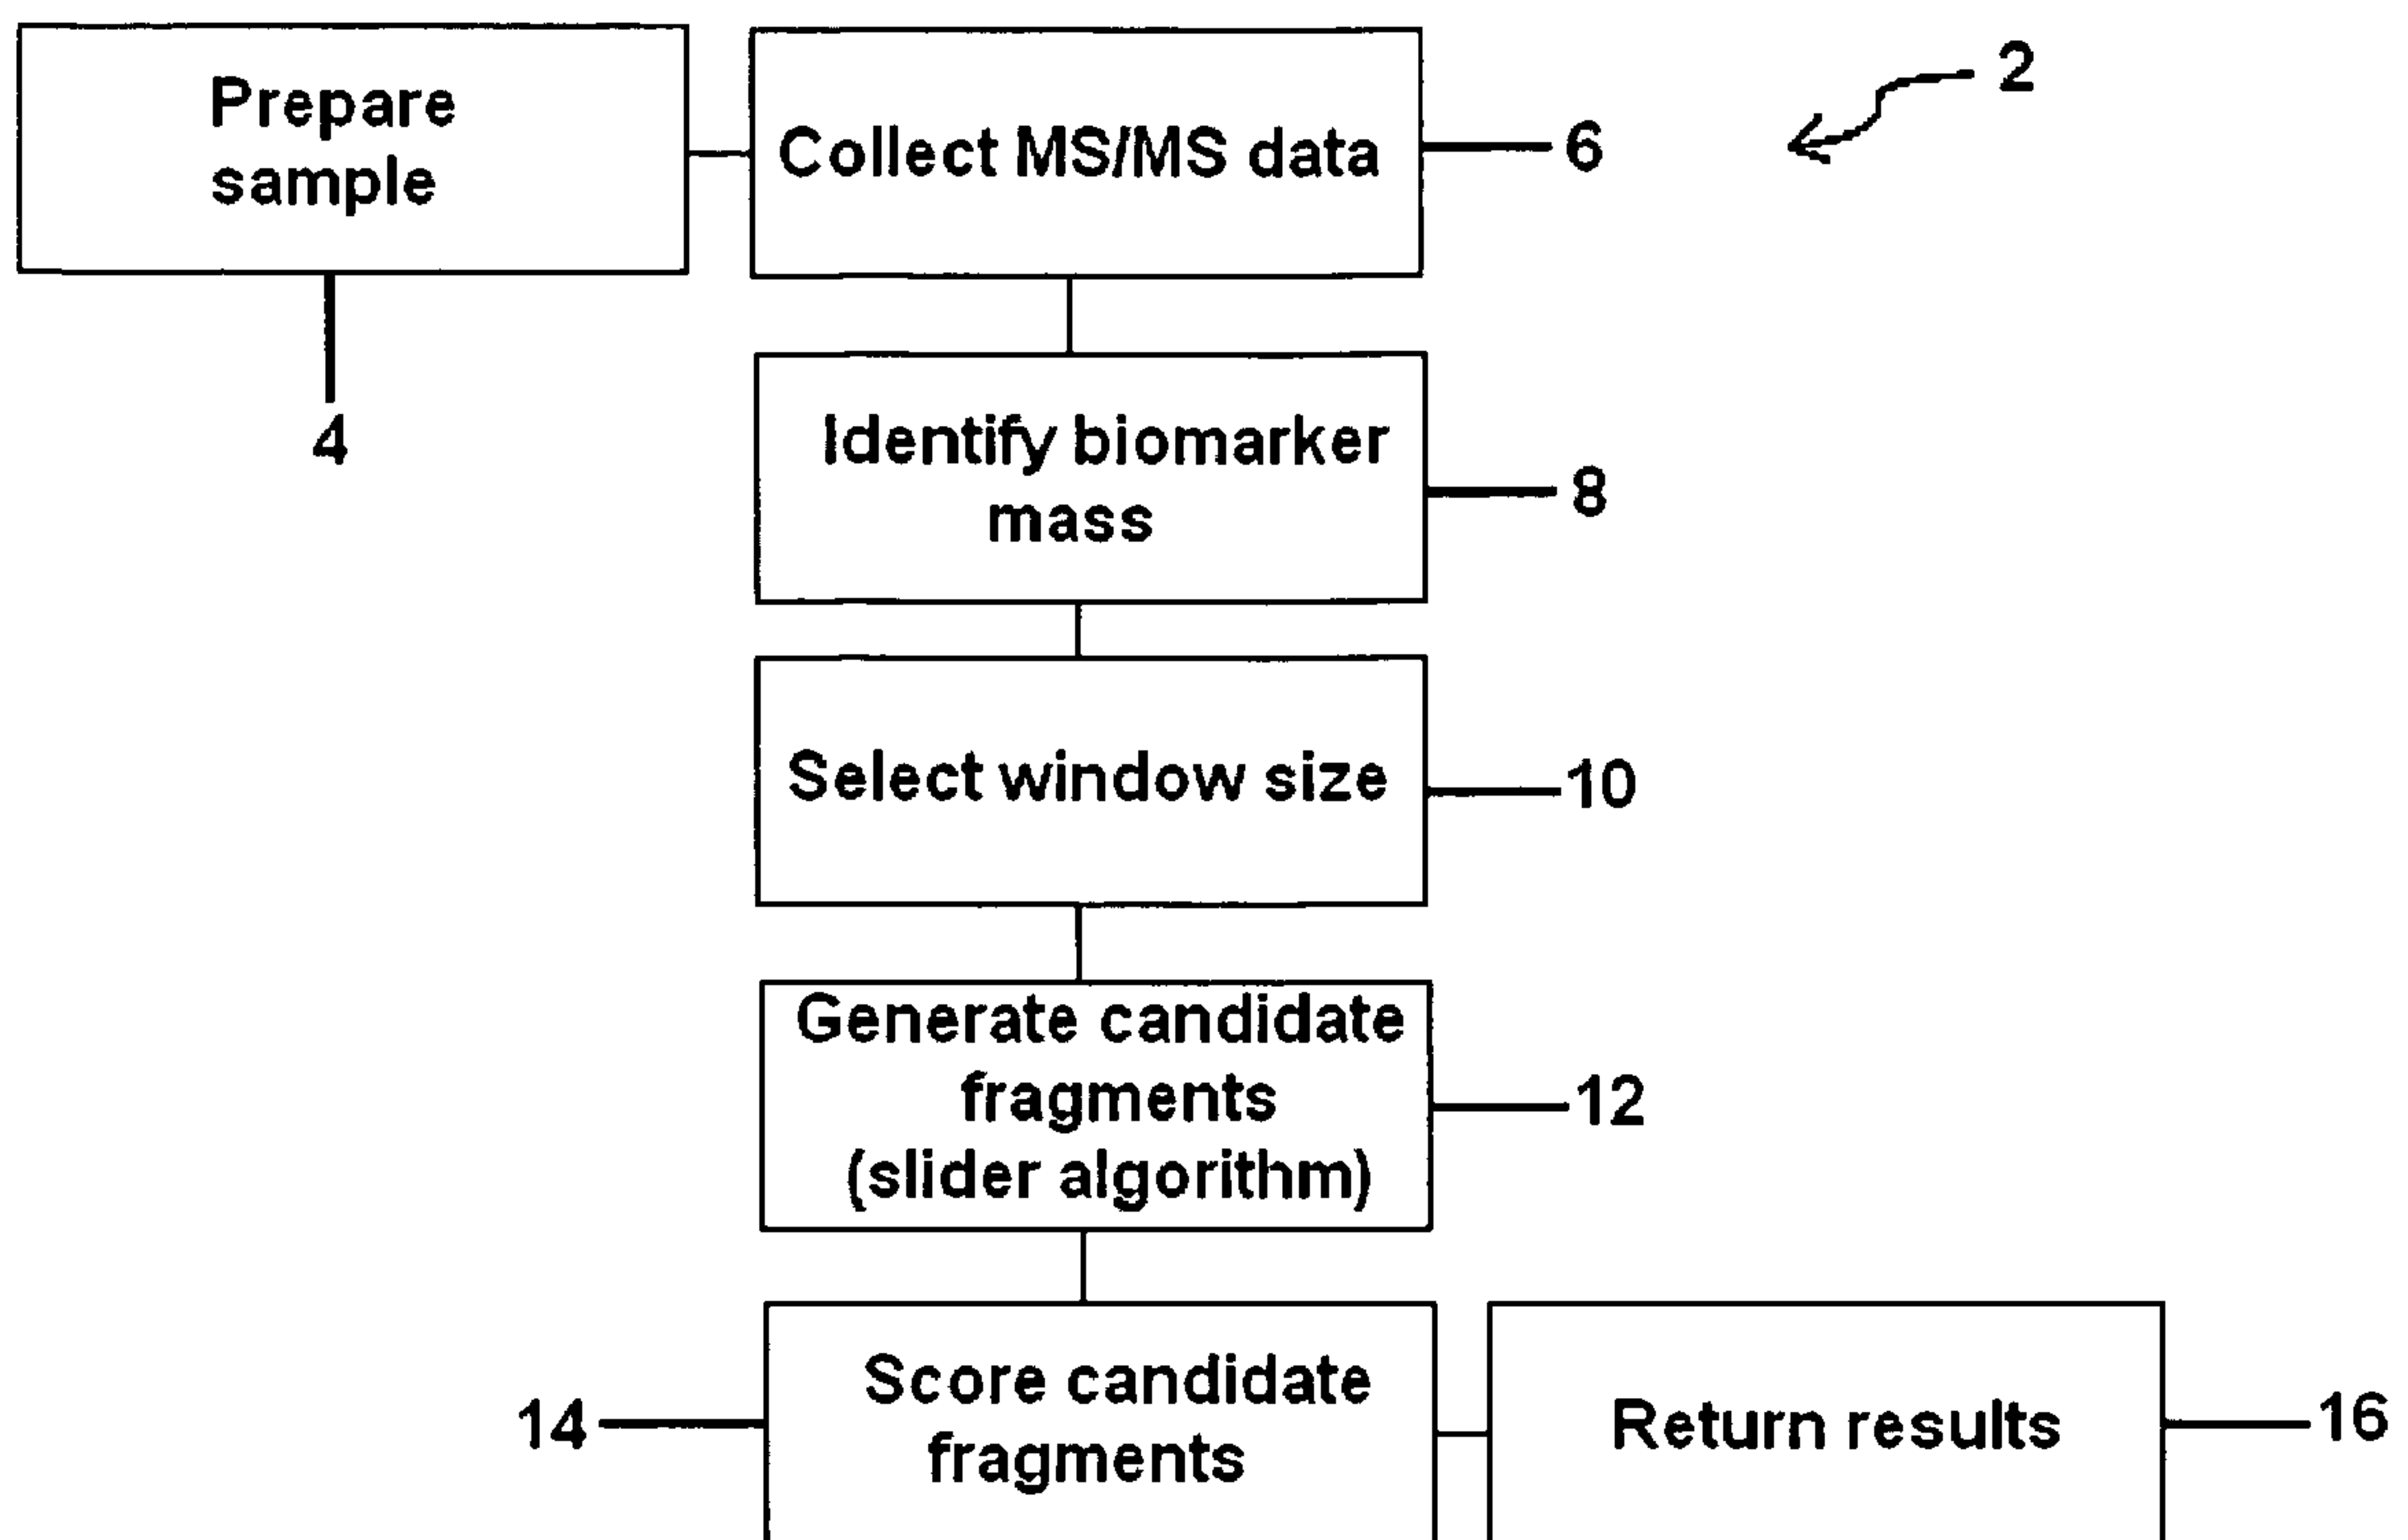 Prepare
sample
4
Collect MS/MS data
6
2
Identify biomarker
mass
8
Select window size
10
Generate candidate
fragments
(slider algorithm)
12
14
Score candidate
fragments
Return results
16